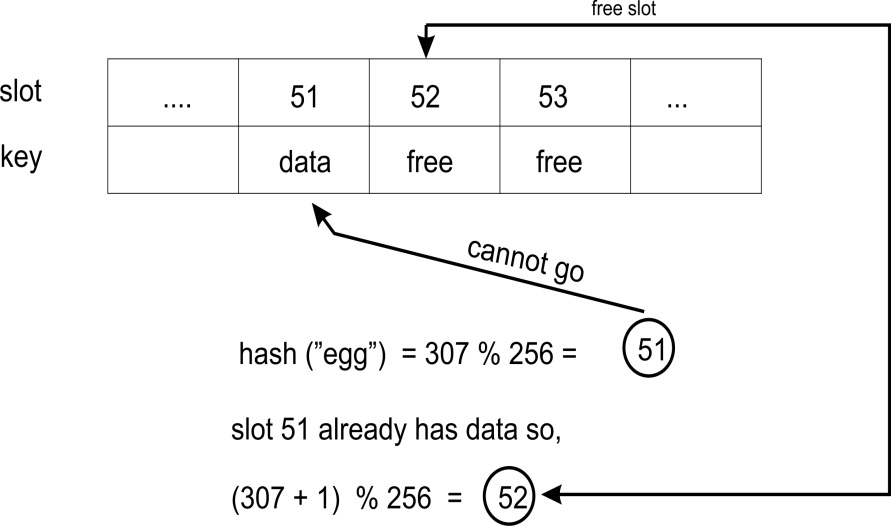 free slot
slot .... 51 52 53 ...
key data free free
cannot go
hash (”egg”) = 307 % 256 = 51
slot 51 already has data so,
(307 + 1) % 256 = 52